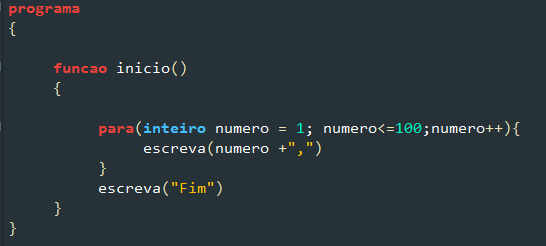 programa
{
funcao inicio()
{
para(inteiro numero = 1; numero<=100;numero++){
escreva(numero +",")
}
escreva("Fim")
}
}